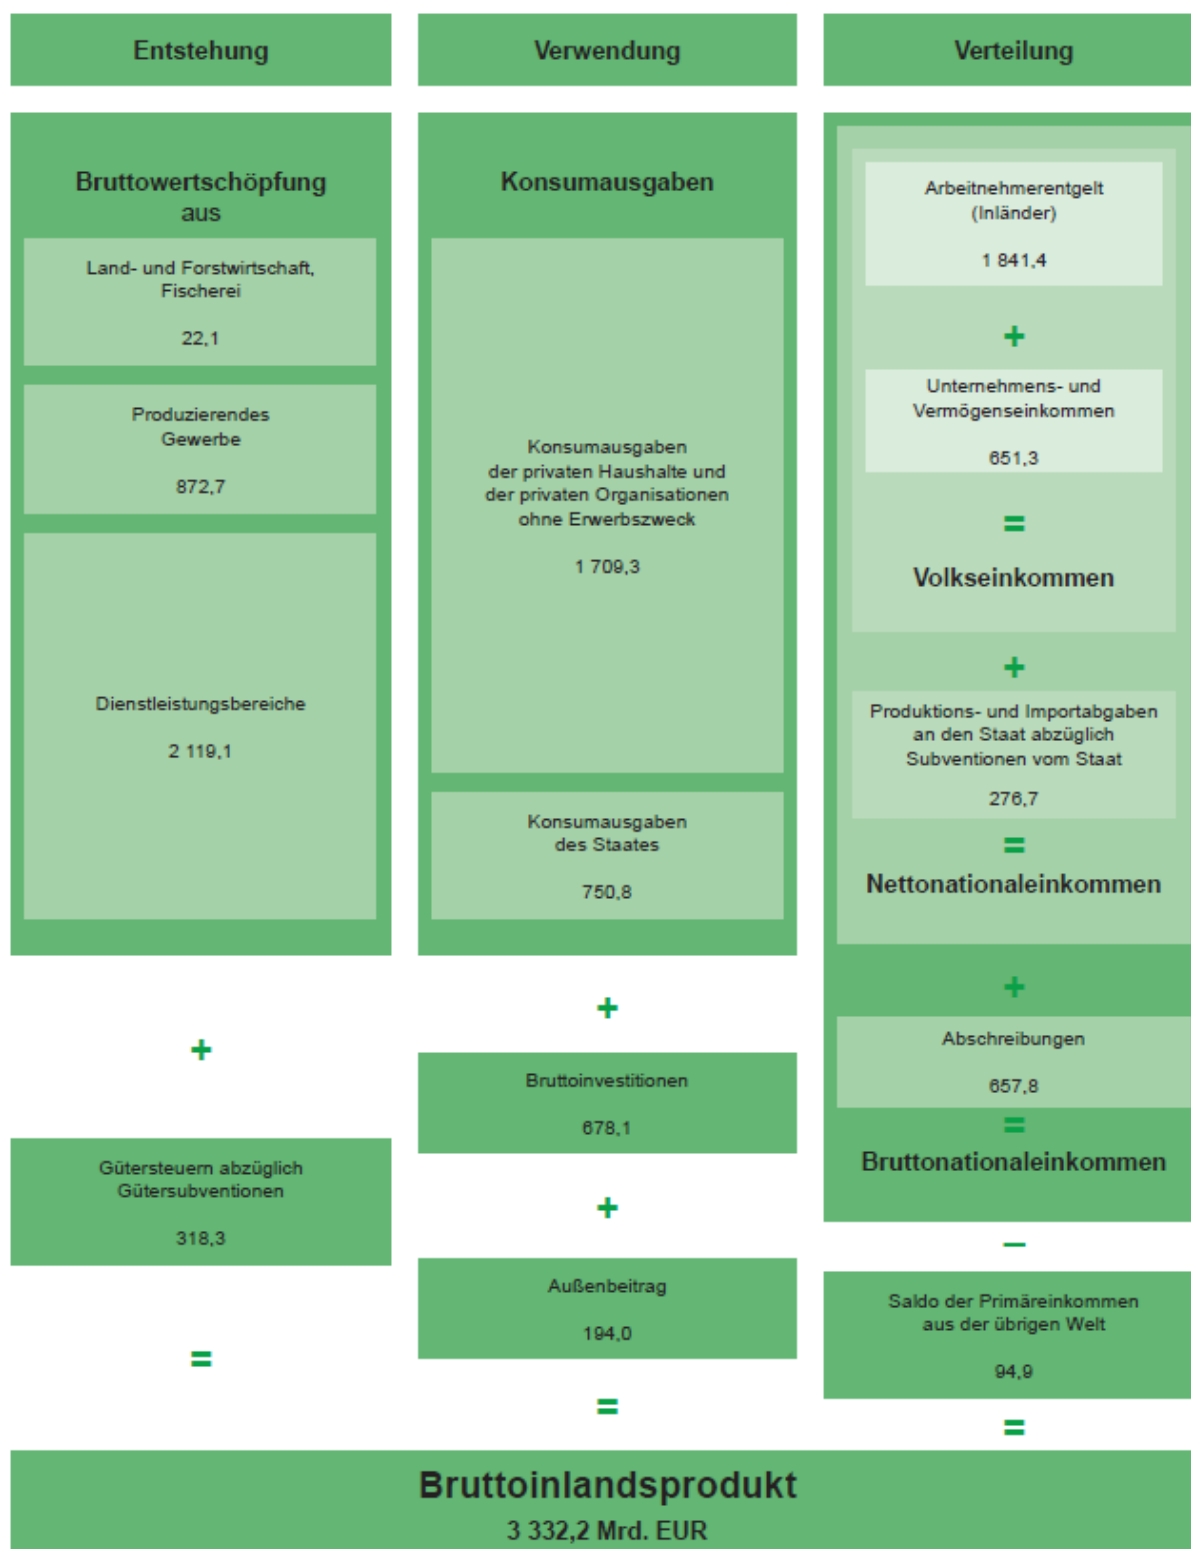 Entstehung
Bruttowertschöpfung
aus
Land- und Forstwirtschaft,
Fischerei
22,1
Produzierendes
Gewerbe
872,7
Dienstleistungsbereiche
2 119,1
+
Gütersteuern abzüglich
Gütersubventionen
318,3
=
Verwendung
Konsumausgaben
Konsumausgaben
der privaten Haushalte und
der privaten Organisationen
ohne Erwerbszweck
1 709,3
Konsumausgaben
des Staates
750,8
+
Bruttoinvestitionen
678,1
+
Außenbeitrag
194,0
=
Verteilung
Arbeitnehmerentgelt
(Inländer)
1 841,4
+
Unternehmens- und
Vermögenseinkommen
651,3
=
Volkseinkommen
+
Produktions- und Importabgaben
an den Staat abzüglich
Subventionen vom Staat
276,7
=
Nettonationaleinkommen
+
Abschreibungen
657,8
=
Bruttonationaleinkommen
–
Saldo der Primäreinkommen
aus der übrigen Welt
94,9
=
Bruttoinlandsprodukt
3 332,2 Mrd. EUR